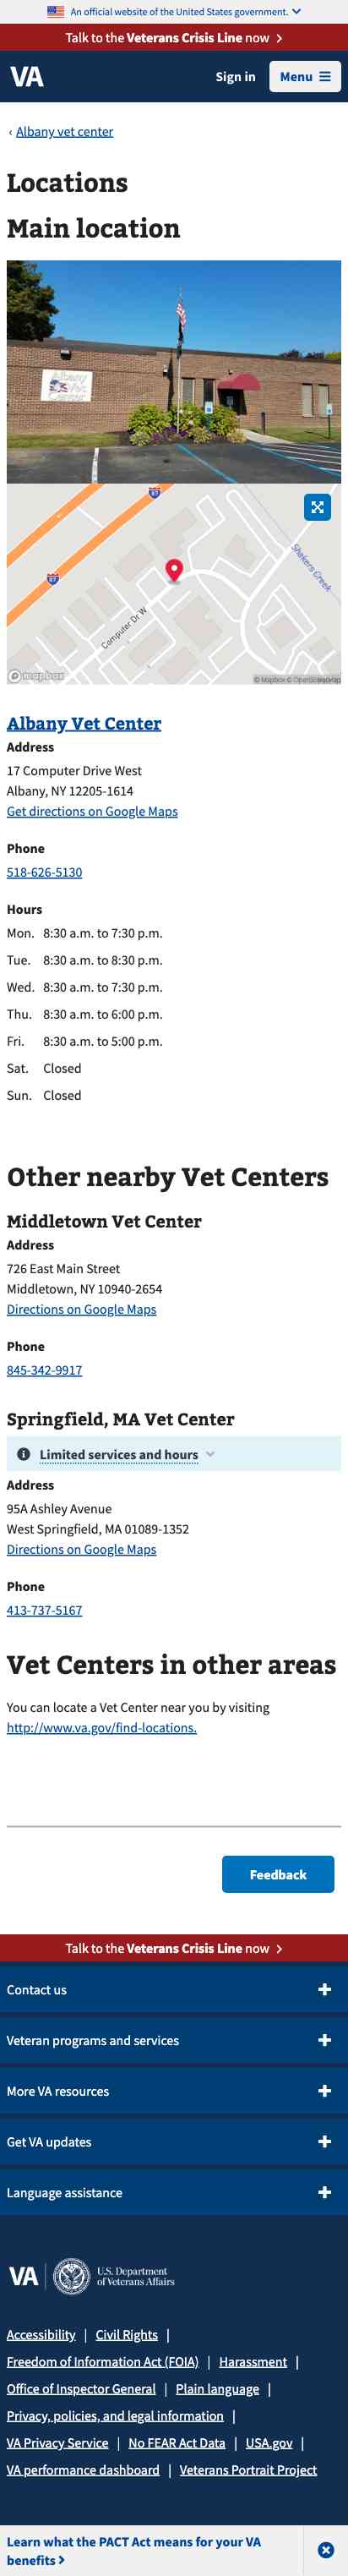 An official website of the United States government.
Talk to the Veterans Crisis Line now
VA
Sign in
Menu
‹ Albany vet center
Locations
Main location
Albany
87
87
Computer Dr W
Shakers Creek
mapbox
© Mapbox © OpenStreetMap
Albany Vet Center
Address
17 Computer Drive West
Albany, NY 12205-1614
Get directions on Google Maps
Phone
518-626-5130
Hours
Mon. 8:30 a.m. to 7:30 p.m.
Tue. 8:30 a.m. to 8:30 p.m.
Wed. 8:30 a.m. to 7:30 p.m.
Thu. 8:30 a.m. to 6:00 p.m.
Fri. 8:30 a.m. to 5:00 p.m.
Sat. Closed
Sun. Closed
Other nearby Vet Centers
Middletown Vet Center
Address
726 East Main Street
Middletown, NY 10940-2654
Directions on Google Maps
Phone
845-342-9917
Springfield, MA Vet Center
Limited services and hours
Address
95A Ashley Avenue
West Springfield, MA 01089-1352
Directions on Google Maps
Phone
413-737-5167
Vet Centers in other areas
You can locate a Vet Center near you by visiting
http://www.va.gov/find-locations.
Feedback
Talk to the Veterans Crisis Line now
Contact us
Veteran programs and services
More VA resources
Get VA updates
Language assistance
VA
U.S. Department
of Veterans Affairs
Accessibility | Civil Rights |
Freedom of Information Act (FOIA) | Harassment |
Office of Inspector General | Plain language |
Privacy, policies, and legal information |
VA Privacy Service | No FEAR Act Data | USA.gov |
VA performance dashboard | Veterans Portrait Project
Learn what the PACT Act means for your VA
benefits